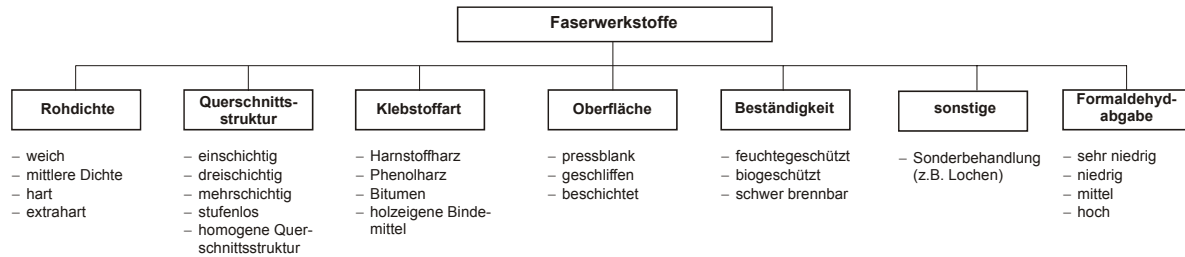 Faserwerkstoffe
Rohdichte
– weich
– mittlere Dichte
– hart
– extrahart
Querschnitts-
struktur
– einschichtig
– dreischichtig
– mehrschichtig
– stufenlos
– homogene Quer-
schnittsstruktur
Klebstoffart
– Harnstoffharz
– Phenolharz
– Bitumen
– holzeigene Binde-
mittel
Oberfläche
– pressblank
– geschliffen
– beschichtet
Beständigkeit
– feuchtegeschützt
– biogeschützt
– schwer brennbar
sonstige
– Sonderbehandlung
(z.B. Lochen)
Formaldehyd-
abgabe
– sehr niedrig
– niedrig
– mittel
– hoch